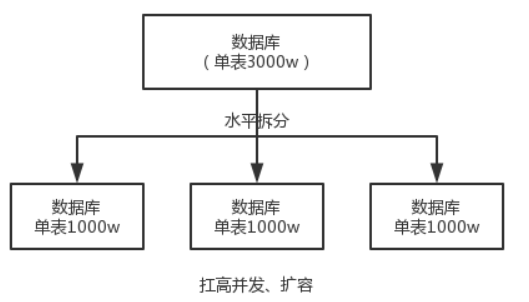 数据库
（单表3000w）
水平拆分
数据库
单表1000w
数据库
单表1000w
数据库
单表1000w
扛高并发、扩容